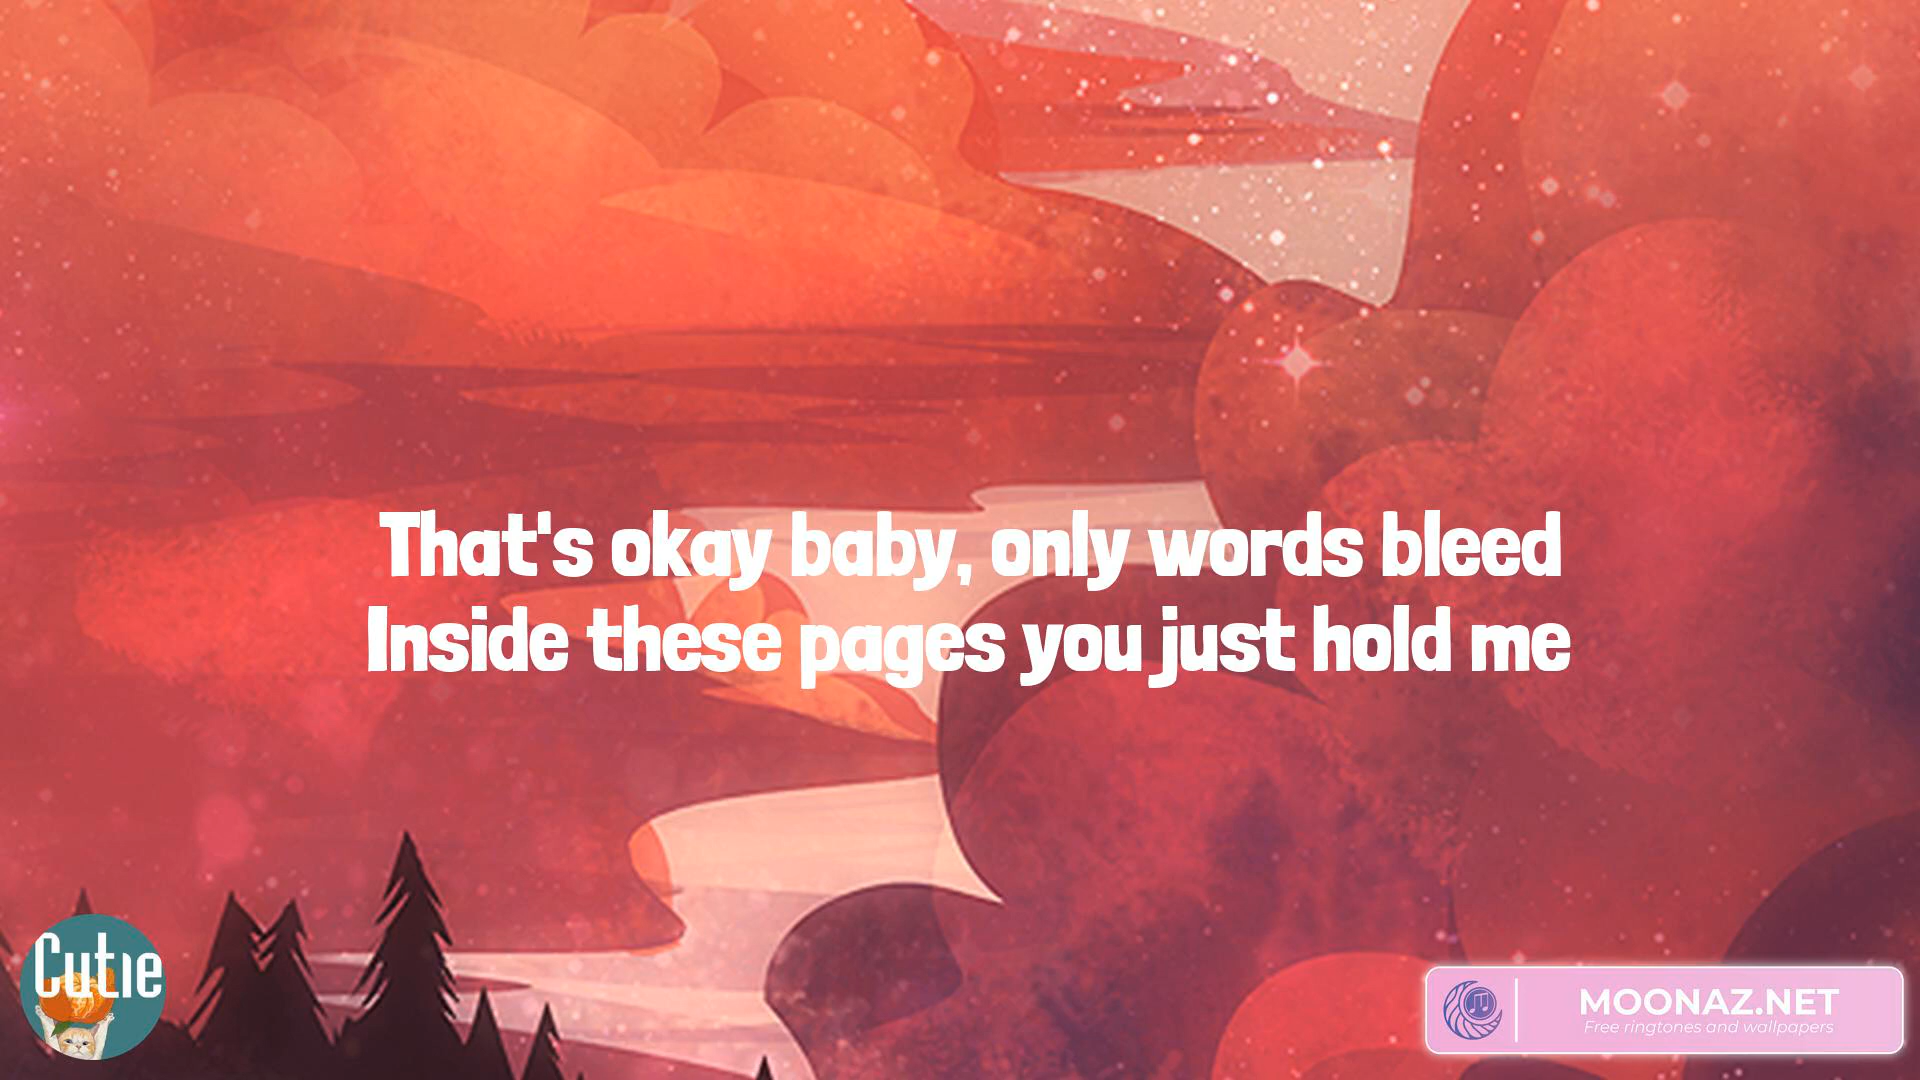 That's okay baby, only words bleed
Inside these pages you just hold me
Cutie
MOONAZ.NET
Free ringtones and wallpapers